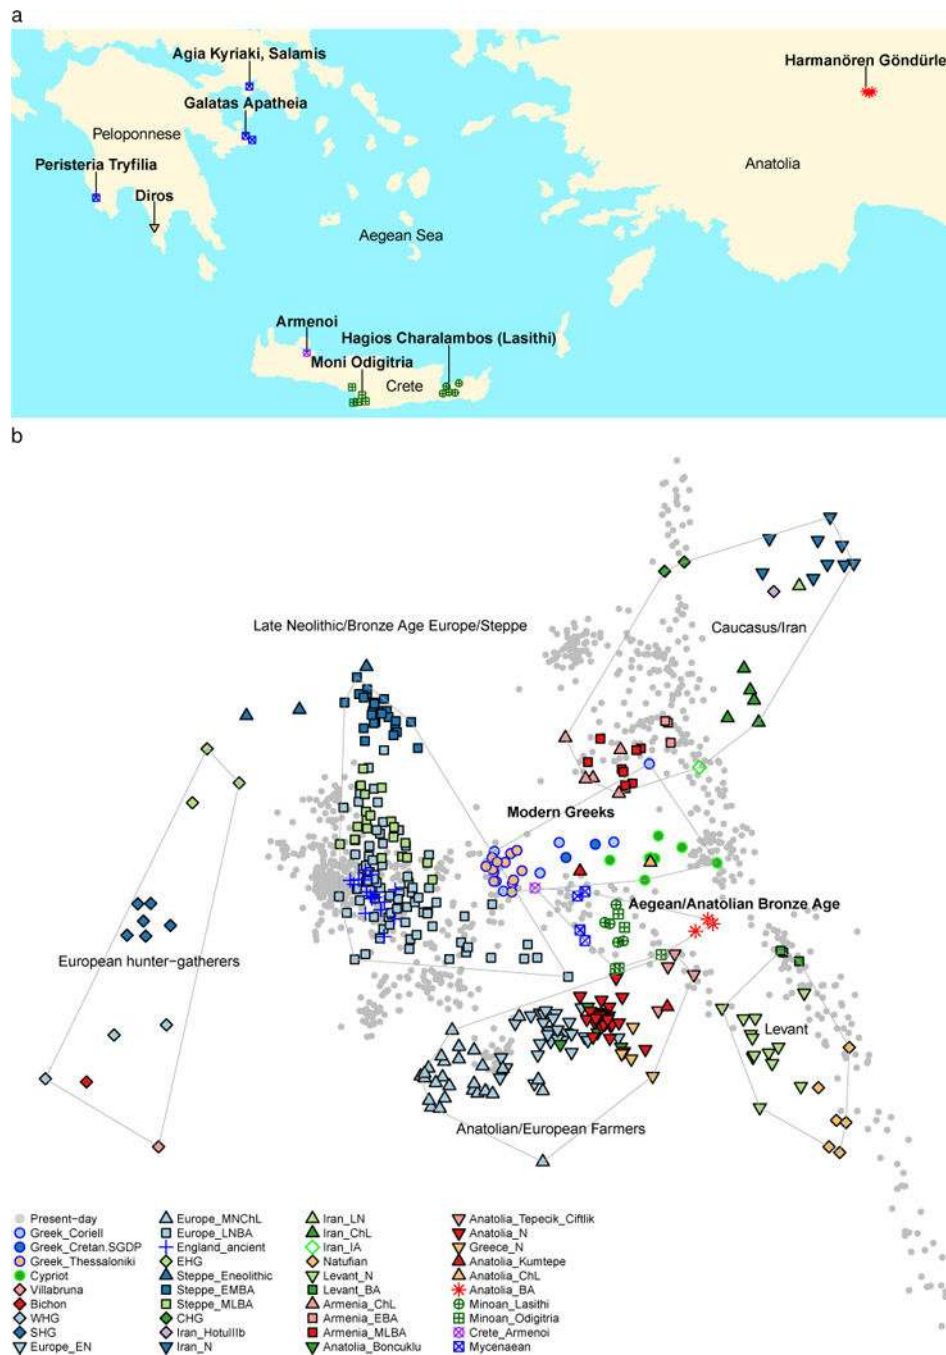 a
Agia Kyriaki, Salamis
Harmanören Göndürle
Galatas Apatheia
Peloponnese
Peristeria Tryfilia
Anatolia
Diros
Aegean Sea
Armenoi
Hagios Charalambos (Lasithi)
Moni Odigitria
Crete
b
Late Neolithic/Bronze Age Europe/Steppe
Caucasus/Iran
Modern Greeks
Aegean/Anatolian Bronze Age
European hunter-gatherers
Levant
Anatolian/European Farmers
Present-day
Greek_Coriell
Greek_Cretan.SGDP
Greek_Thessaloniki
Cypriot
Villabruna
Bichon
WHG
SHG
Europe_EN
Europe_MNChL
Europe_LNBA
England_ancient
EHG
Steppe_Eneolithic
Steppe_EMBA
Steppe_MLBA
CHG
Iran_HotuIIIb
Iran_N
Iran_LN
Iran_ChL
Iran_IA
Natufian
Levant_N
Levant_BA
Armenia_ChL
Armenia_EBA
Armenia_MLBA
Anatolia_Boncuklu
Anatolia_Tepecik_Ciftlik
Anatolia_N
Greece_N
Anatolia_Kumtepe
Anatolia_ChL
Anatolia_BA
Minoan_Lasithi
Minoan_Odigitria
Crete_Armenoi
Mycenaean